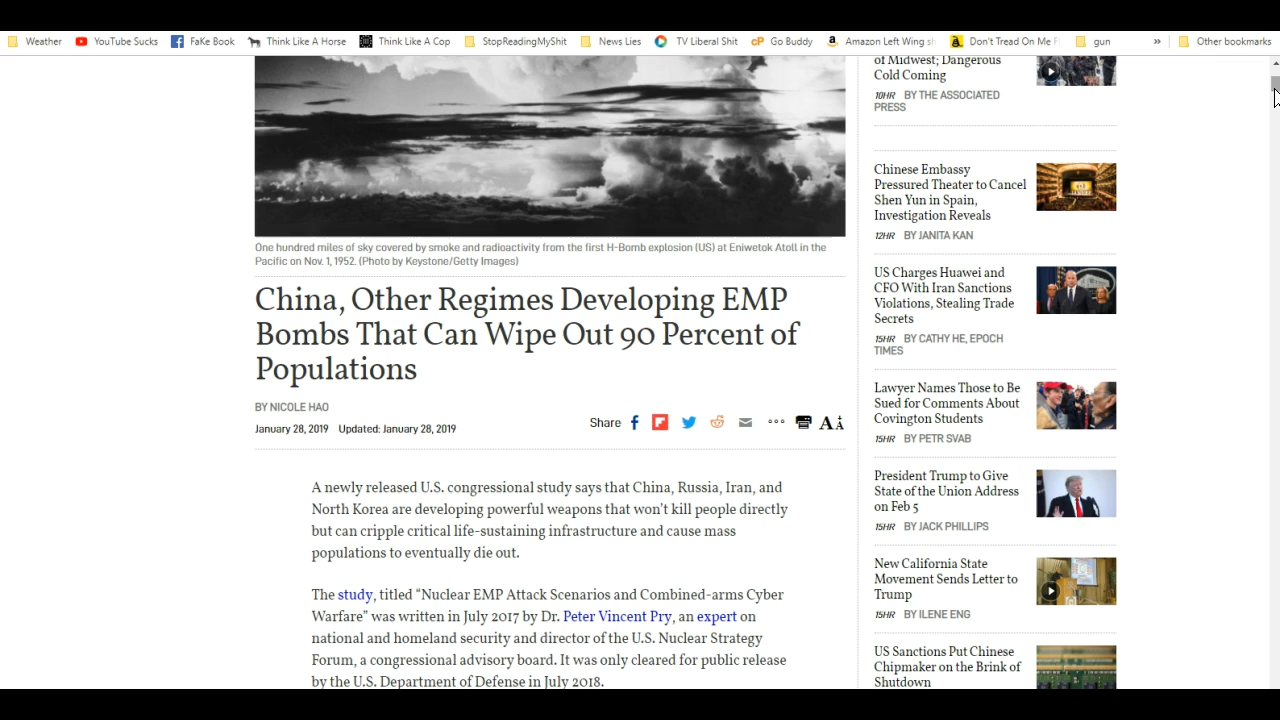 Weather
YouTube Sucks
FaKe Book
Think Like A Horse
Think Like A Cop
StopReadingMyShit
News Lies
TV Liberal Shit
Go Buddy
Amazon Left Wing
Don't Tread On Me
gun
»
Other bookmarks
One hundred miles of sky covered by smoke and radioactivity from the first H-Bomb explosion (US) at Eniwetok Atoll in the
Pacific on Nov. 1, 1952. (Photo by Keystone/Getty Images)
China, Other Regimes Developing EMP
Bombs That Can Wipe Out 90 Percent of
Populations
BY NICOLE HAO
January 28, 2019 Updated: January 28, 2019
Share
A newly released U.S. congressional study says that China, Russia, Iran, and
North Korea are developing powerful weapons that won't kill people directly
but can cripple critical life-sustaining infrastructure and cause mass
populations to eventually die out.
The study, titled “Nuclear EMP Attack Scenarios and Combined-arms Cyber
Warfare” was written in July 2017 by Dr. Peter Vincent Pry, an expert on
national and homeland security and director of the U.S. Nuclear Strategy
Forum, a congressional advisory board. It was only cleared for public release
by the U.S. Department of Defense in July 2018.
of Midwest; Dangerous
Cold Coming
10HR BY THE ASSOCIATED
PRESS
Chinese Embassy
Pressured Theater to Cancel
Shen Yun in Spain,
Investigation Reveals
12HR BY JANITA KAN
US Charges Huawei and
CFO With Iran Sanctions
Violations, Stealing Trade
Secrets
15HR BY CATHY HE, EPOCH
TIMES
Lawyer Names Those to Be
Sued for Comments About
Covington Students
15HR BY PETR SVAB
President Trump to Give
State of the Union Address
on Feb 5
15HR BY JACK PHILLIPS
New California State
Movement Sends Letter to
Trump
15HR BY ILENE ENG
US Sanctions Put Chinese
Chipmaker on the Brink of
Shutdown